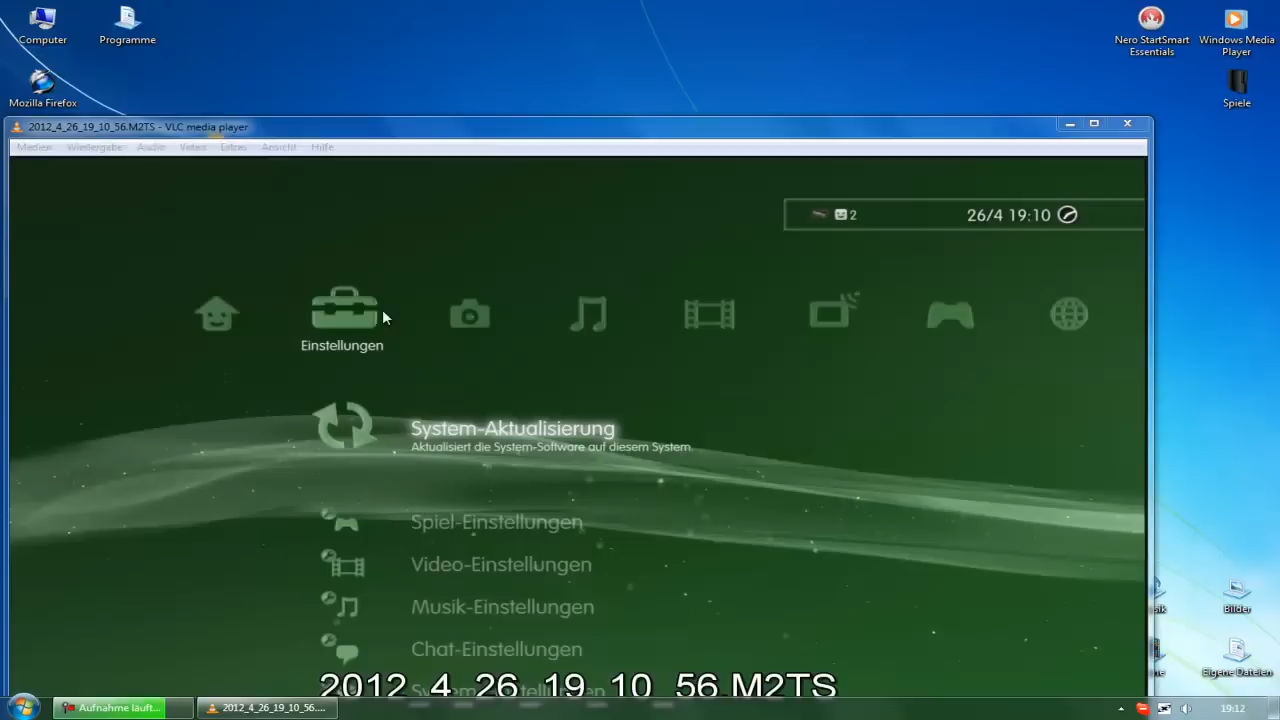 Computer
Programme
Nero StartSmart
Essentials
Windows Media
Player
Mozilla Firefox
Spiele
2012_4_26_19_10_56.M2TS - VLC media player
Medien Wiedergabe Audio Video Extras Ansicht Hilfe
2
26/4 19:10
Einstellungen
System-Aktualisierung
Aktualisiert die System-Software auf diesem System.
Spiel-Einstellungen
Video-Einstellungen
Musik-Einstellungen
Chat-Einstellungen
Bilder
Eigene Dateien
2012_4_26_19_10_56.M2TS
Aufnahme läuft...
2012_4_26_19_10_56....
19:12